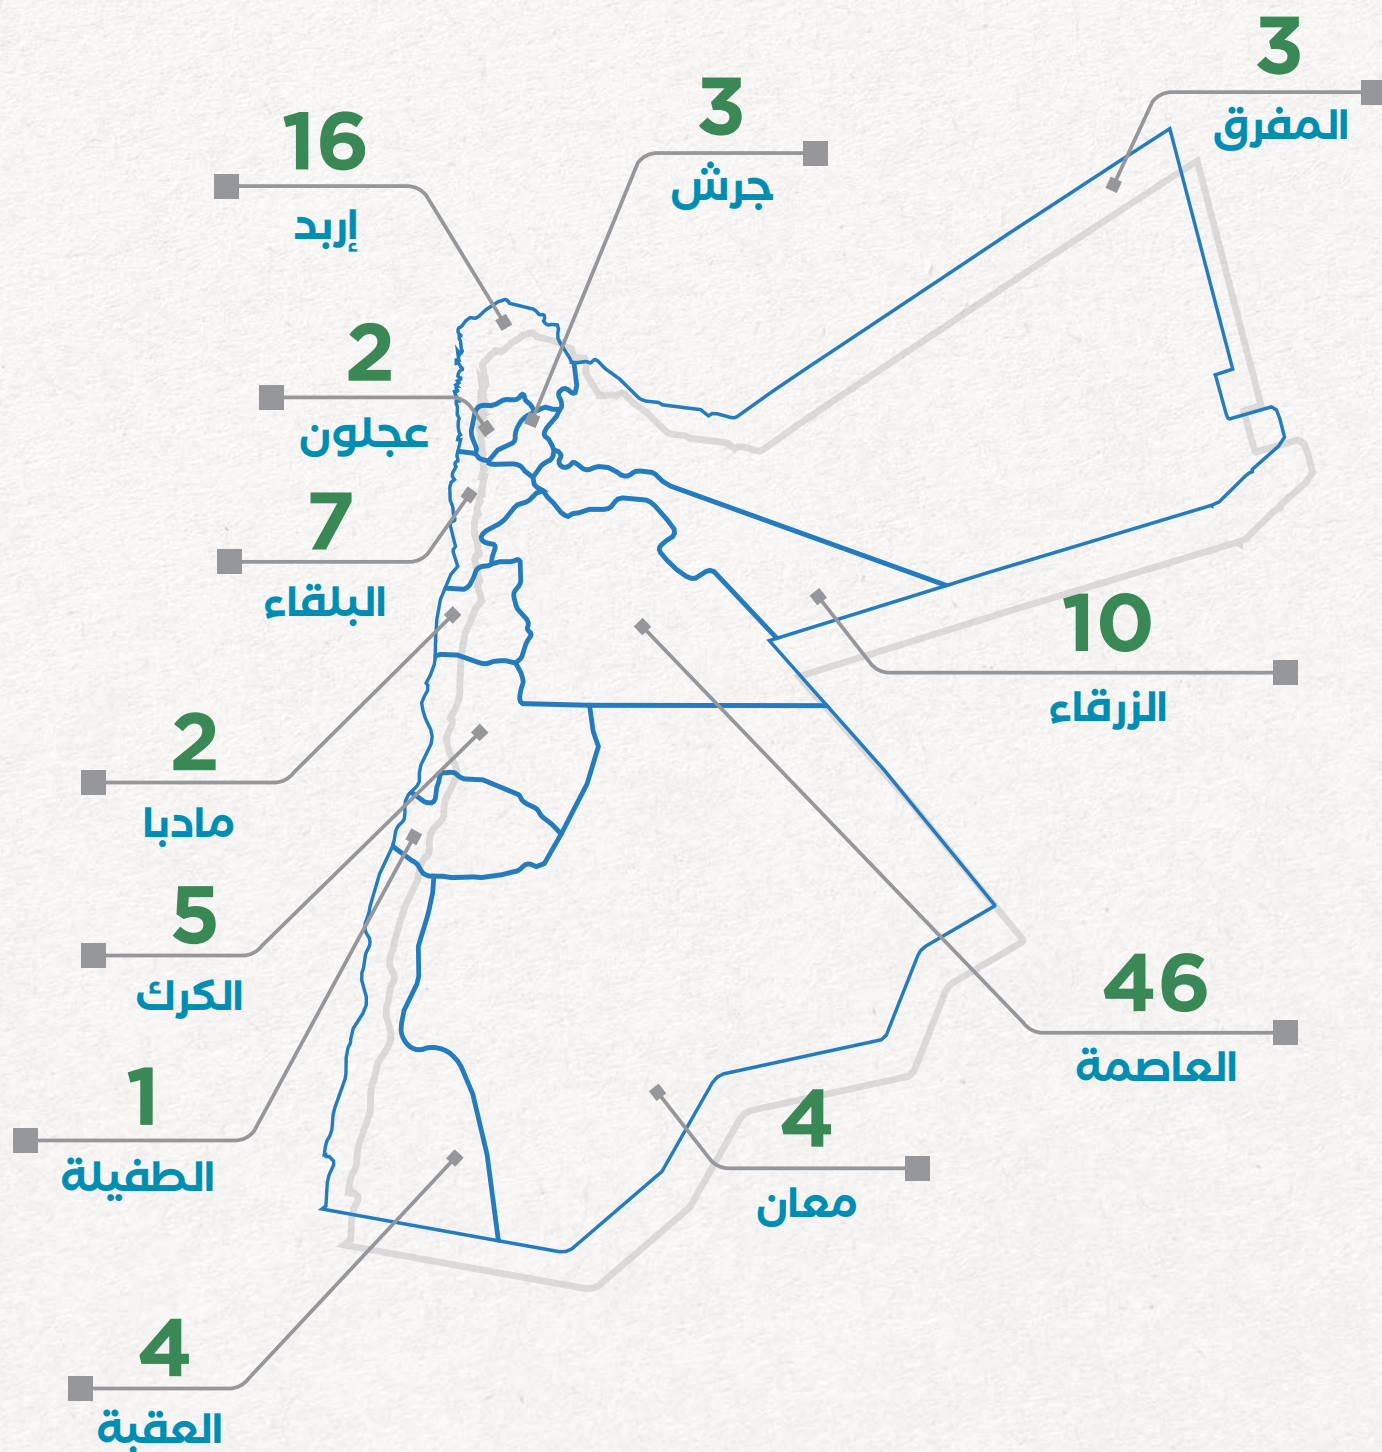 3
المفرق
3
جرش
16
إربد
2
عجلون
7
البلقاء
10
الزرقاء
2
مادبا
5
الكرك
46
العاصمة
1
الطفيلة
4
معان
4
العقبة